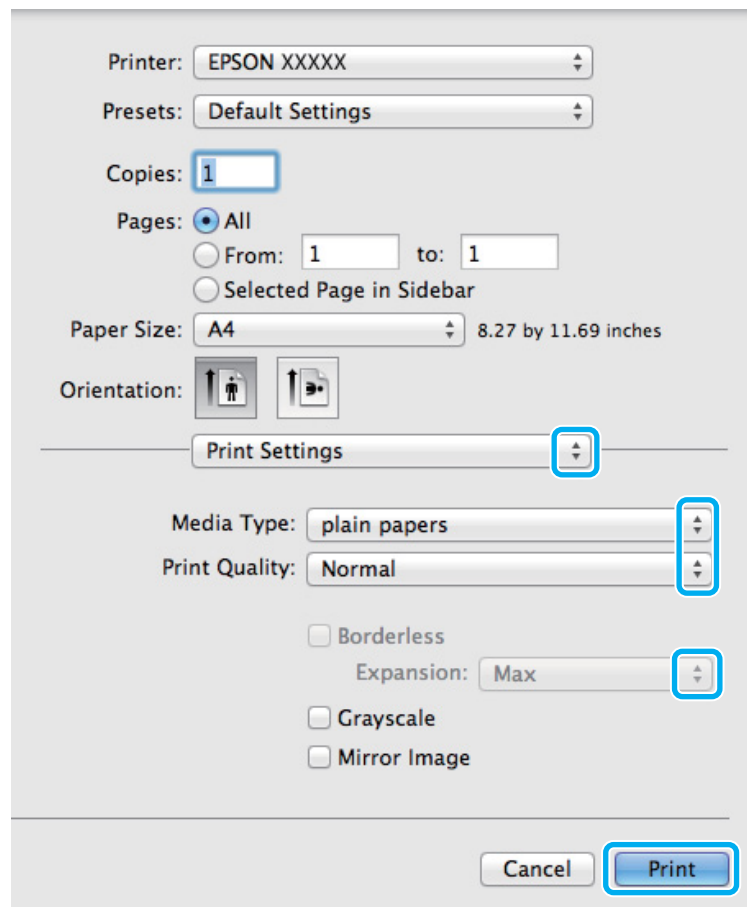 Printer: EPSON XXXXX
Presets: Default Settings
Copies: 1
Pages: All
From: 1 to: 1
Selected Page in Sidebar
Paper Size: A4 8.27 by 11.69 inches
Orientation:
Print Settings
Media Type: plain papers
Print Quality: Normal
Borderless
Expansion: Max
Grayscale
Mirror Image
Cancel Print